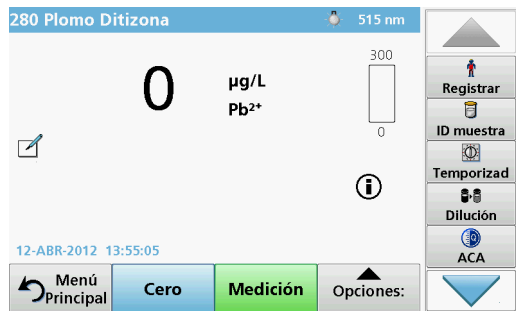 280 Plomo Ditizona
515 nm
0
µg/L
Pb²⁺
300
0
12-ABR-2012 13:55:05
Menú
Principal
Cero
Medición
Opciones:
Registrar
ID muestra
Temporizad
Dilución
ACA